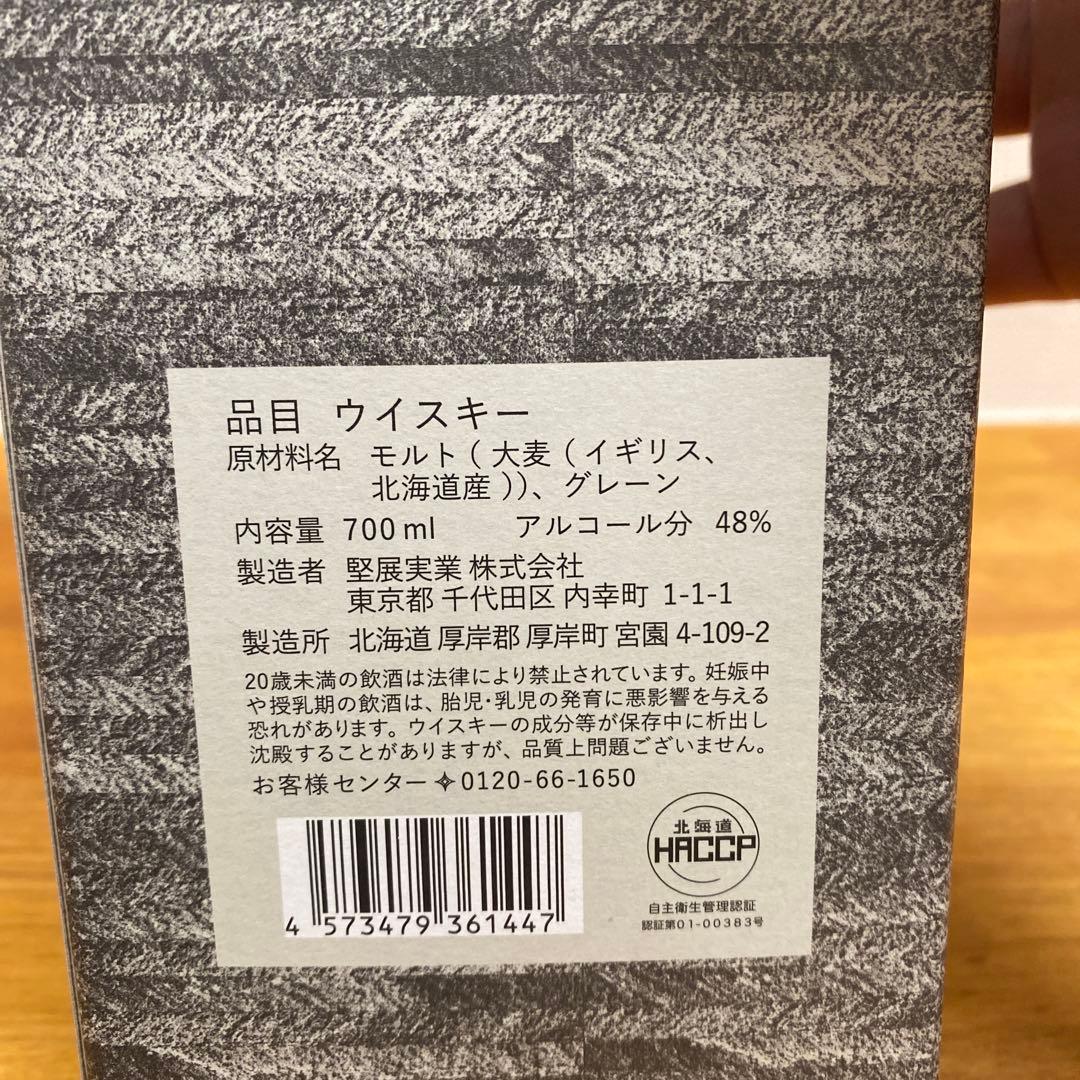 品目 ウイスキー
原材料名 モルト（大麦（イギリス、
北海道産））、グレーン
内容量 700ml アルコール分 48%
製造者 堅展実業 株式会社
東京都 千代田区 内幸町 1-1-1
製造所 北海道 厚岸郡 厚岸町 宮園 4-109-2
20歳未満の飲酒は法律により禁止されています。妊娠中
や授乳期の飲酒は、胎児・乳児の発育に悪影響を与える
恐れがあります。ウイスキーの成分等が保存中に析出し
沈殿することがありますが、品質上問題ございません。
お客様センター✧0120-66-1650
4 573479 361447
北海道
HACCP
自主衛生管理認証
認証第01-00383号